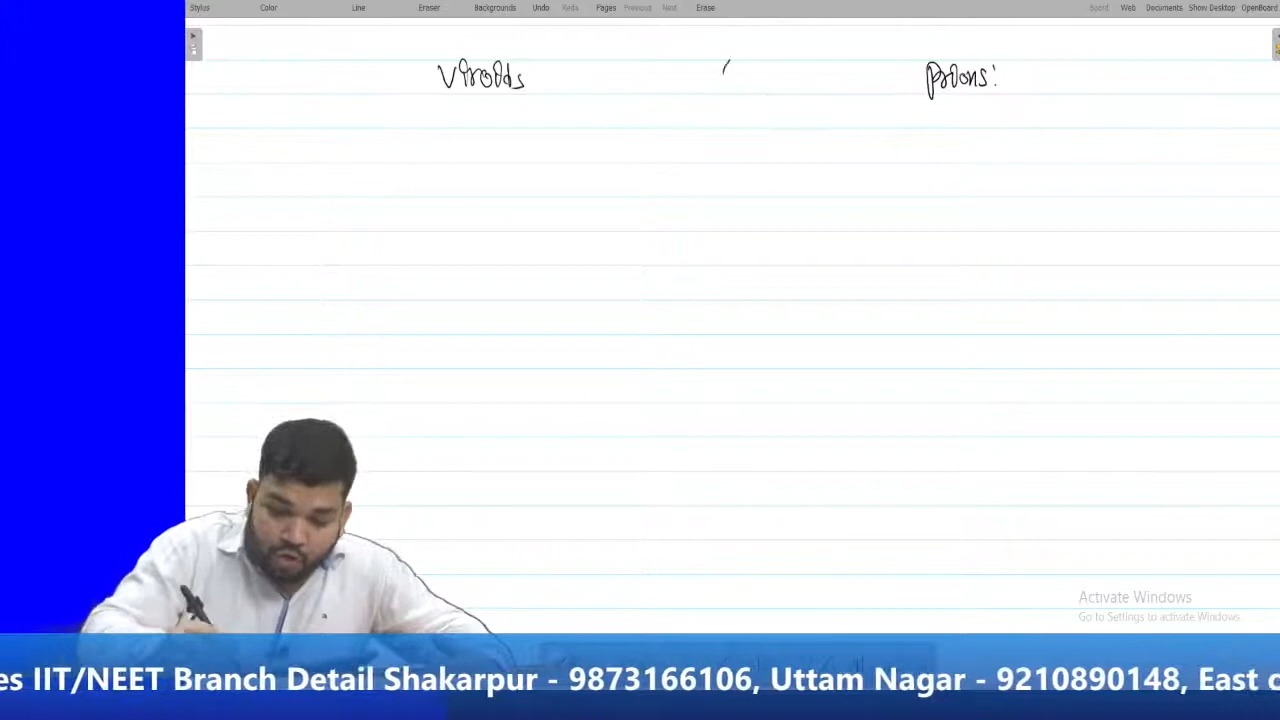 Stylus Color Line Eraser Backgrounds Undo Redo Pages Previous Next Erase Board Web Documents Show Desktop OpenBoard
Viroids Prions:
Activate Windows
Go to Settings to activate Windows.
es IIT/NEET Branch Detail Shakarpur - 9873166106, Uttam Nagar - 9210890148, East